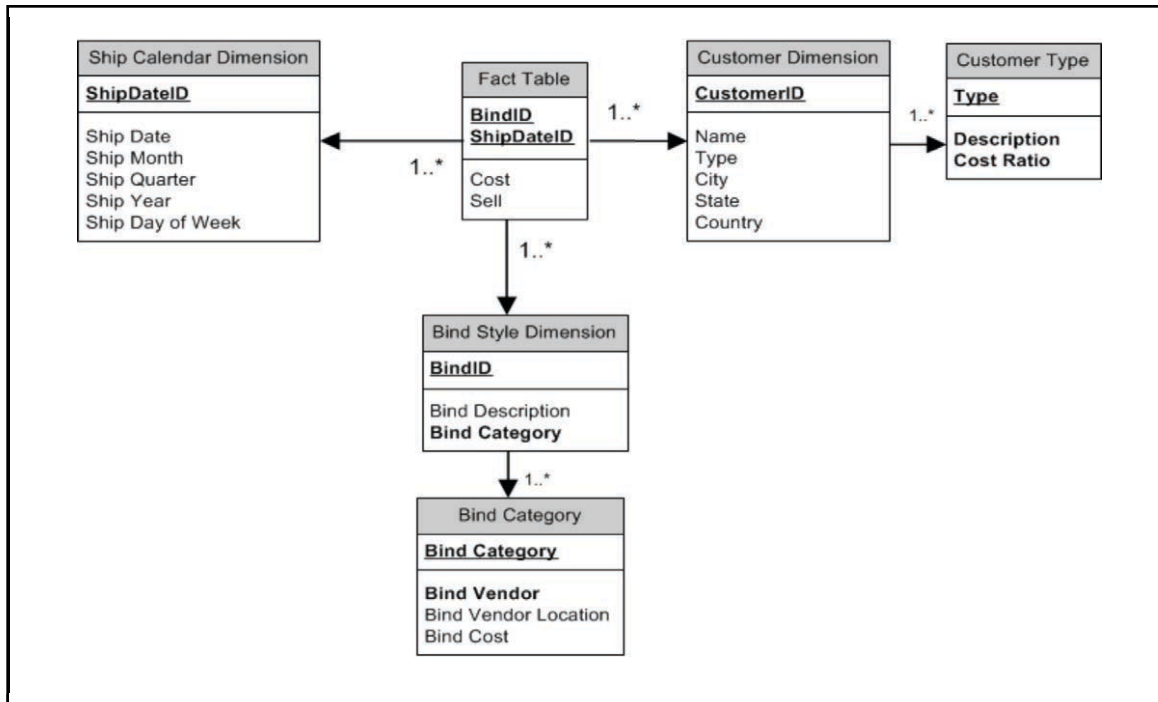 Ship Calendar Dimension
ShipDateID
Ship Date
Ship Month
Ship Quarter
Ship Year
Ship Day of Week
1..*
Fact Table
BindID
ShipDateID
Cost
Sell
1..*
Customer Dimension
CustomerID
Name
Type
City
State
Country
1..*
Customer Type
Type
Description
Cost Ratio
1..*
Bind Style Dimension
BindID
Bind Description
Bind Category
1..*
Bind Category
Bind Category
Bind Vendor
Bind Vendor Location
Bind Cost